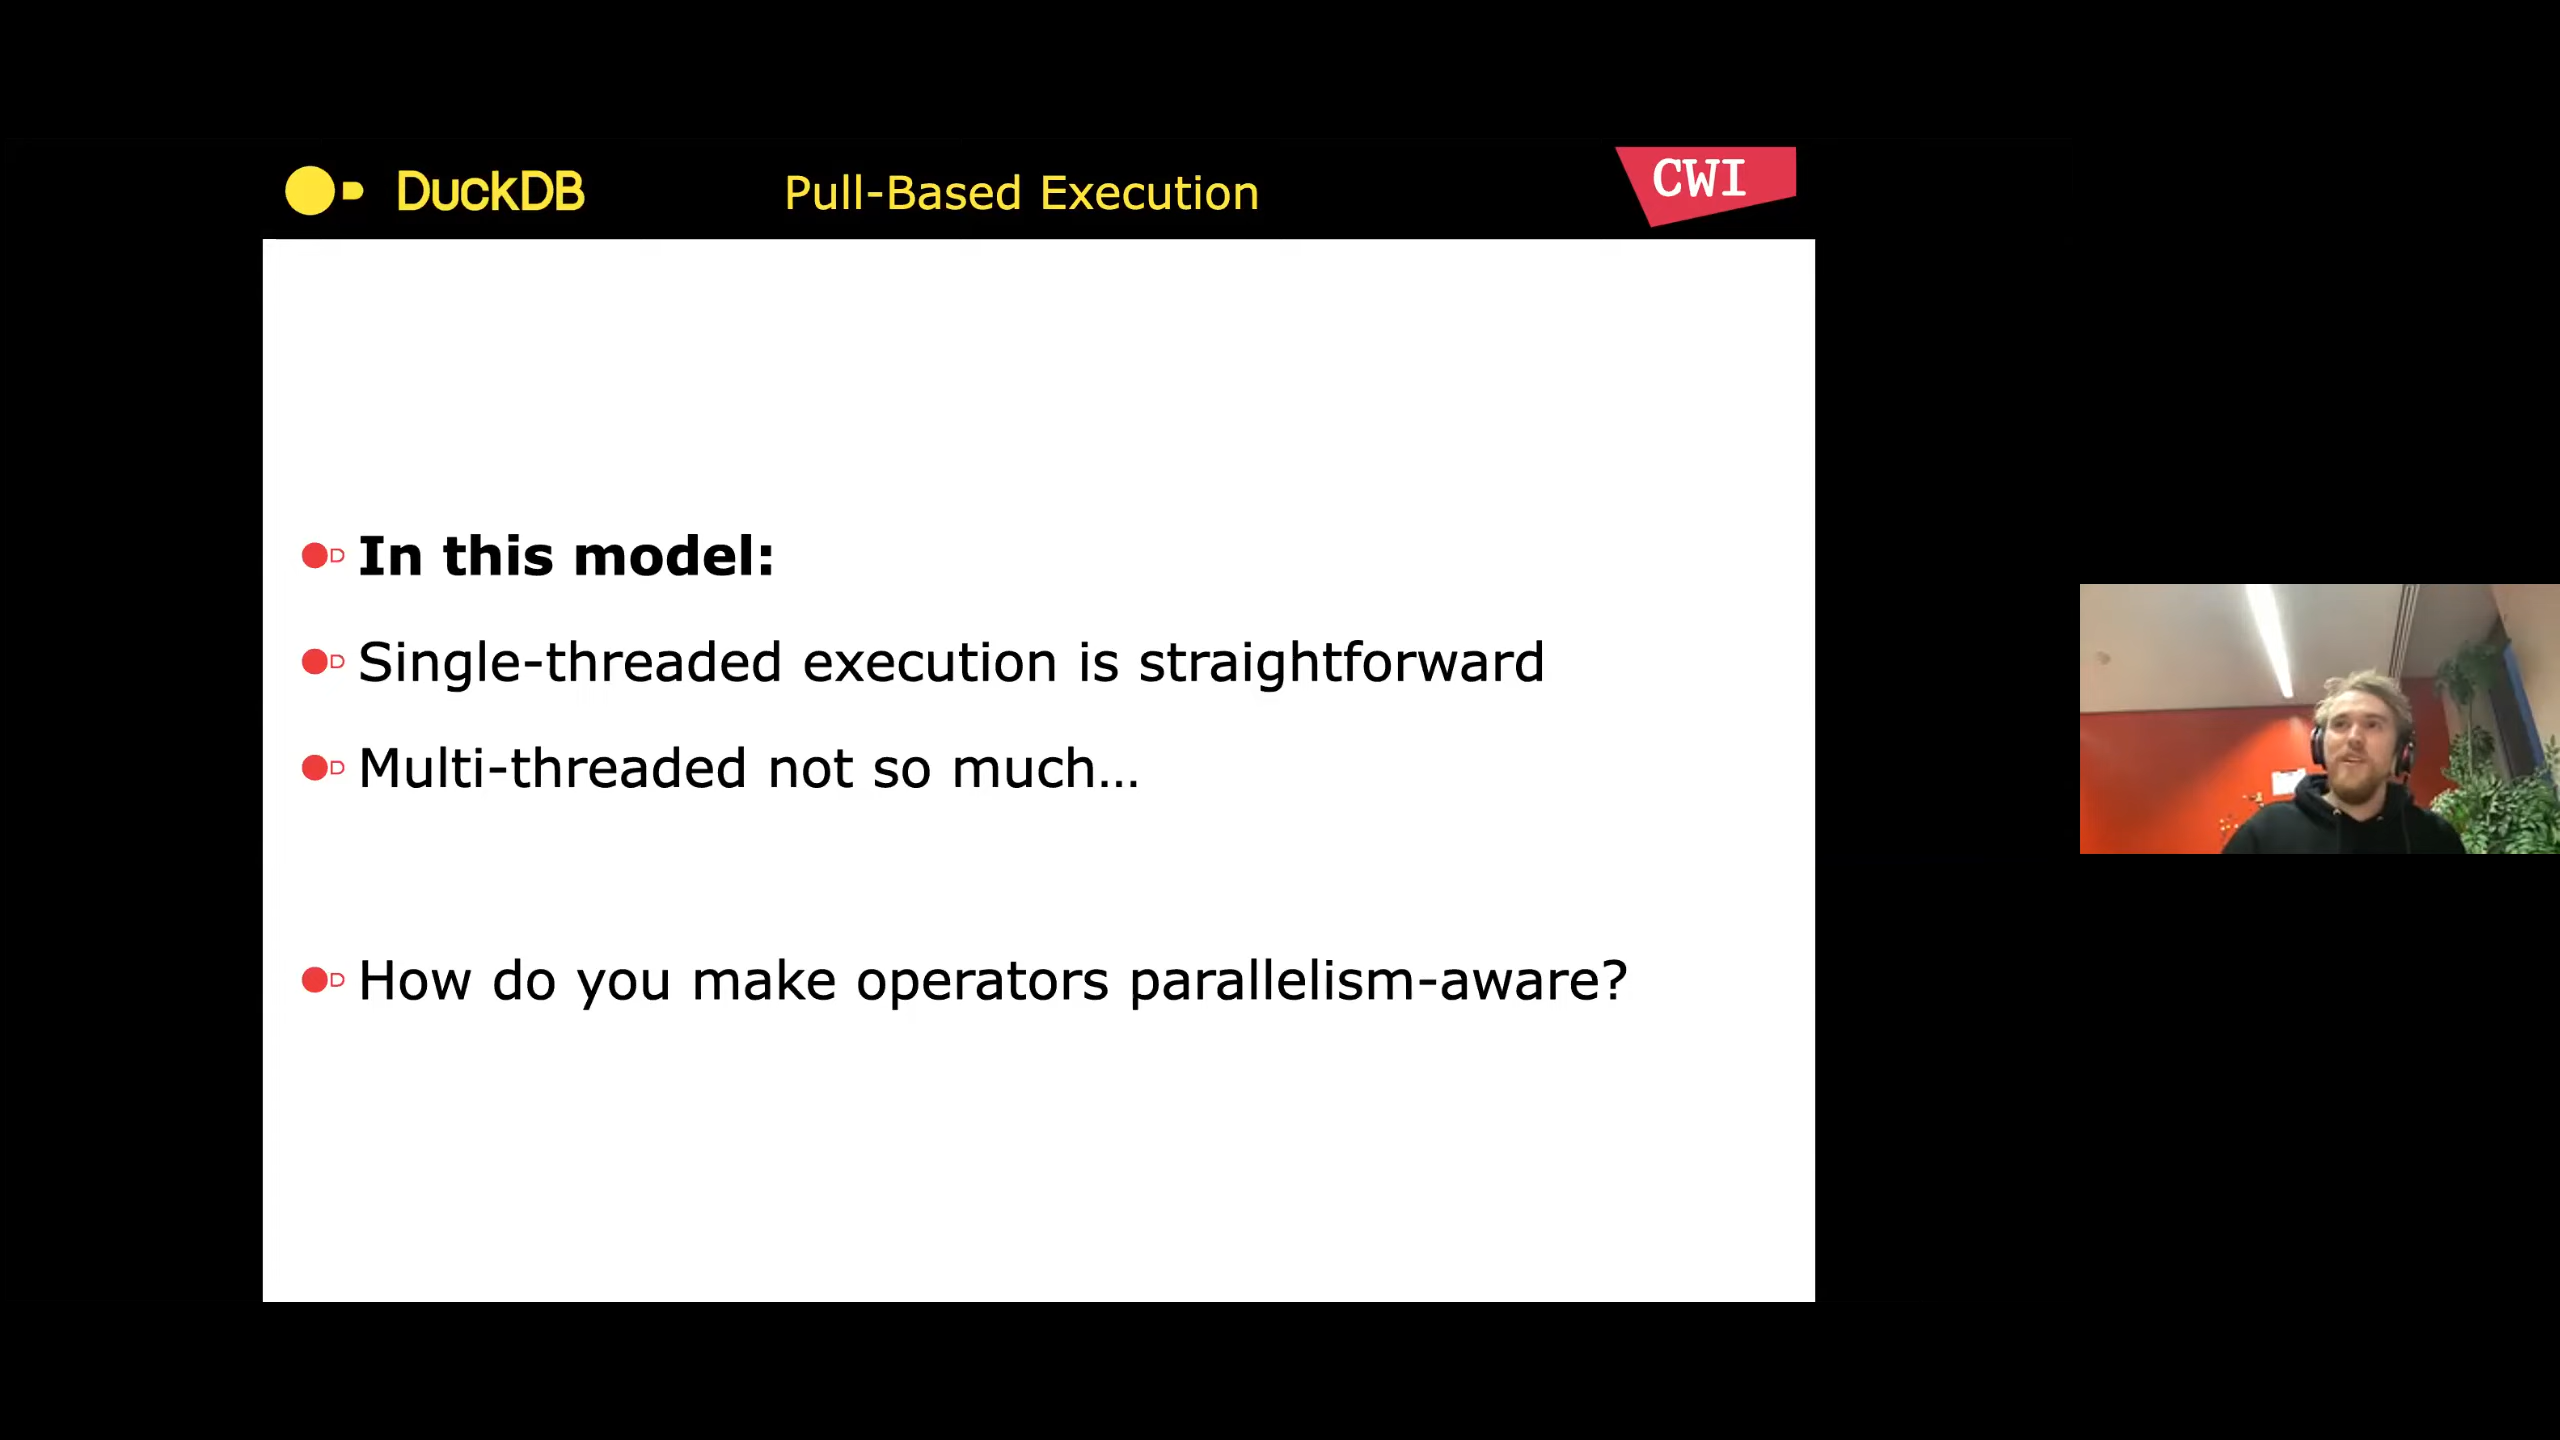 DuckDB
Pull-Based Execution
CWI
In this model:
Single-threaded execution is straightforward
Multi-threaded not so much…
How do you make operators parallelism-aware?